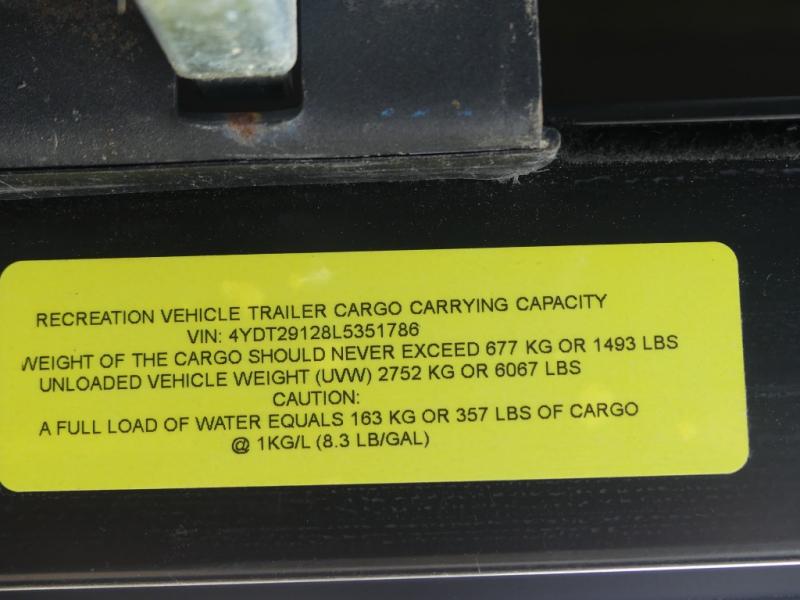 RECREATION VEHICLE TRAILER CARGO CARRYING CAPACITY
VIN: 4YDT29128L5351786
WEIGHT OF THE CARGO SHOULD NEVER EXCEED 677 KG OR 1493 LBS
UNLOADED VEHICLE WEIGHT (UVW) 2752 KG OR 6067 LBS
CAUTION:
A FULL LOAD OF WATER EQUALS 163 KG OR 357 LBS OF CARGO
@ 1KG/L (8.3 LB/GAL)